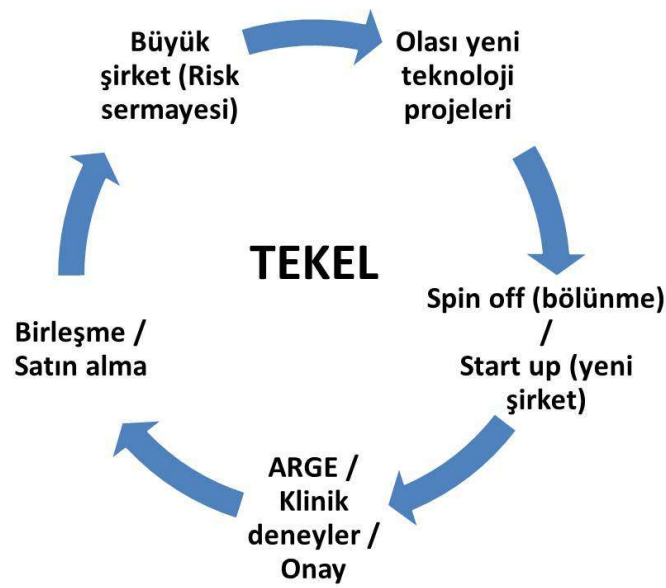 Büyük
şirket (Risk
sermayesi)
Olası yeni
teknoloji
projeleri
TEKEL
Spin off (bölünme)
/
Start up (yeni
şirket)
ARGE /
Klinik
deneyler /
Onay
Birleşme /
Satın alma